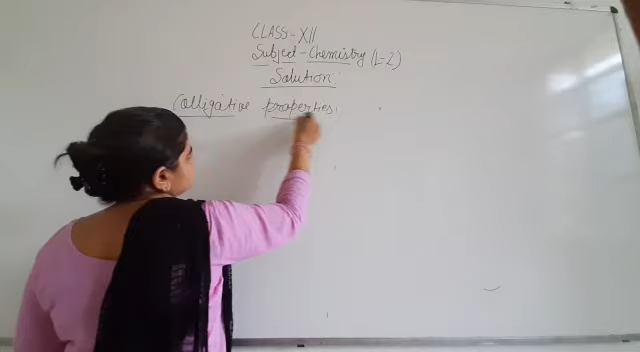 CLASS-XII
Subject-Chemistry (L-2)
Solution:
Colligative properties: